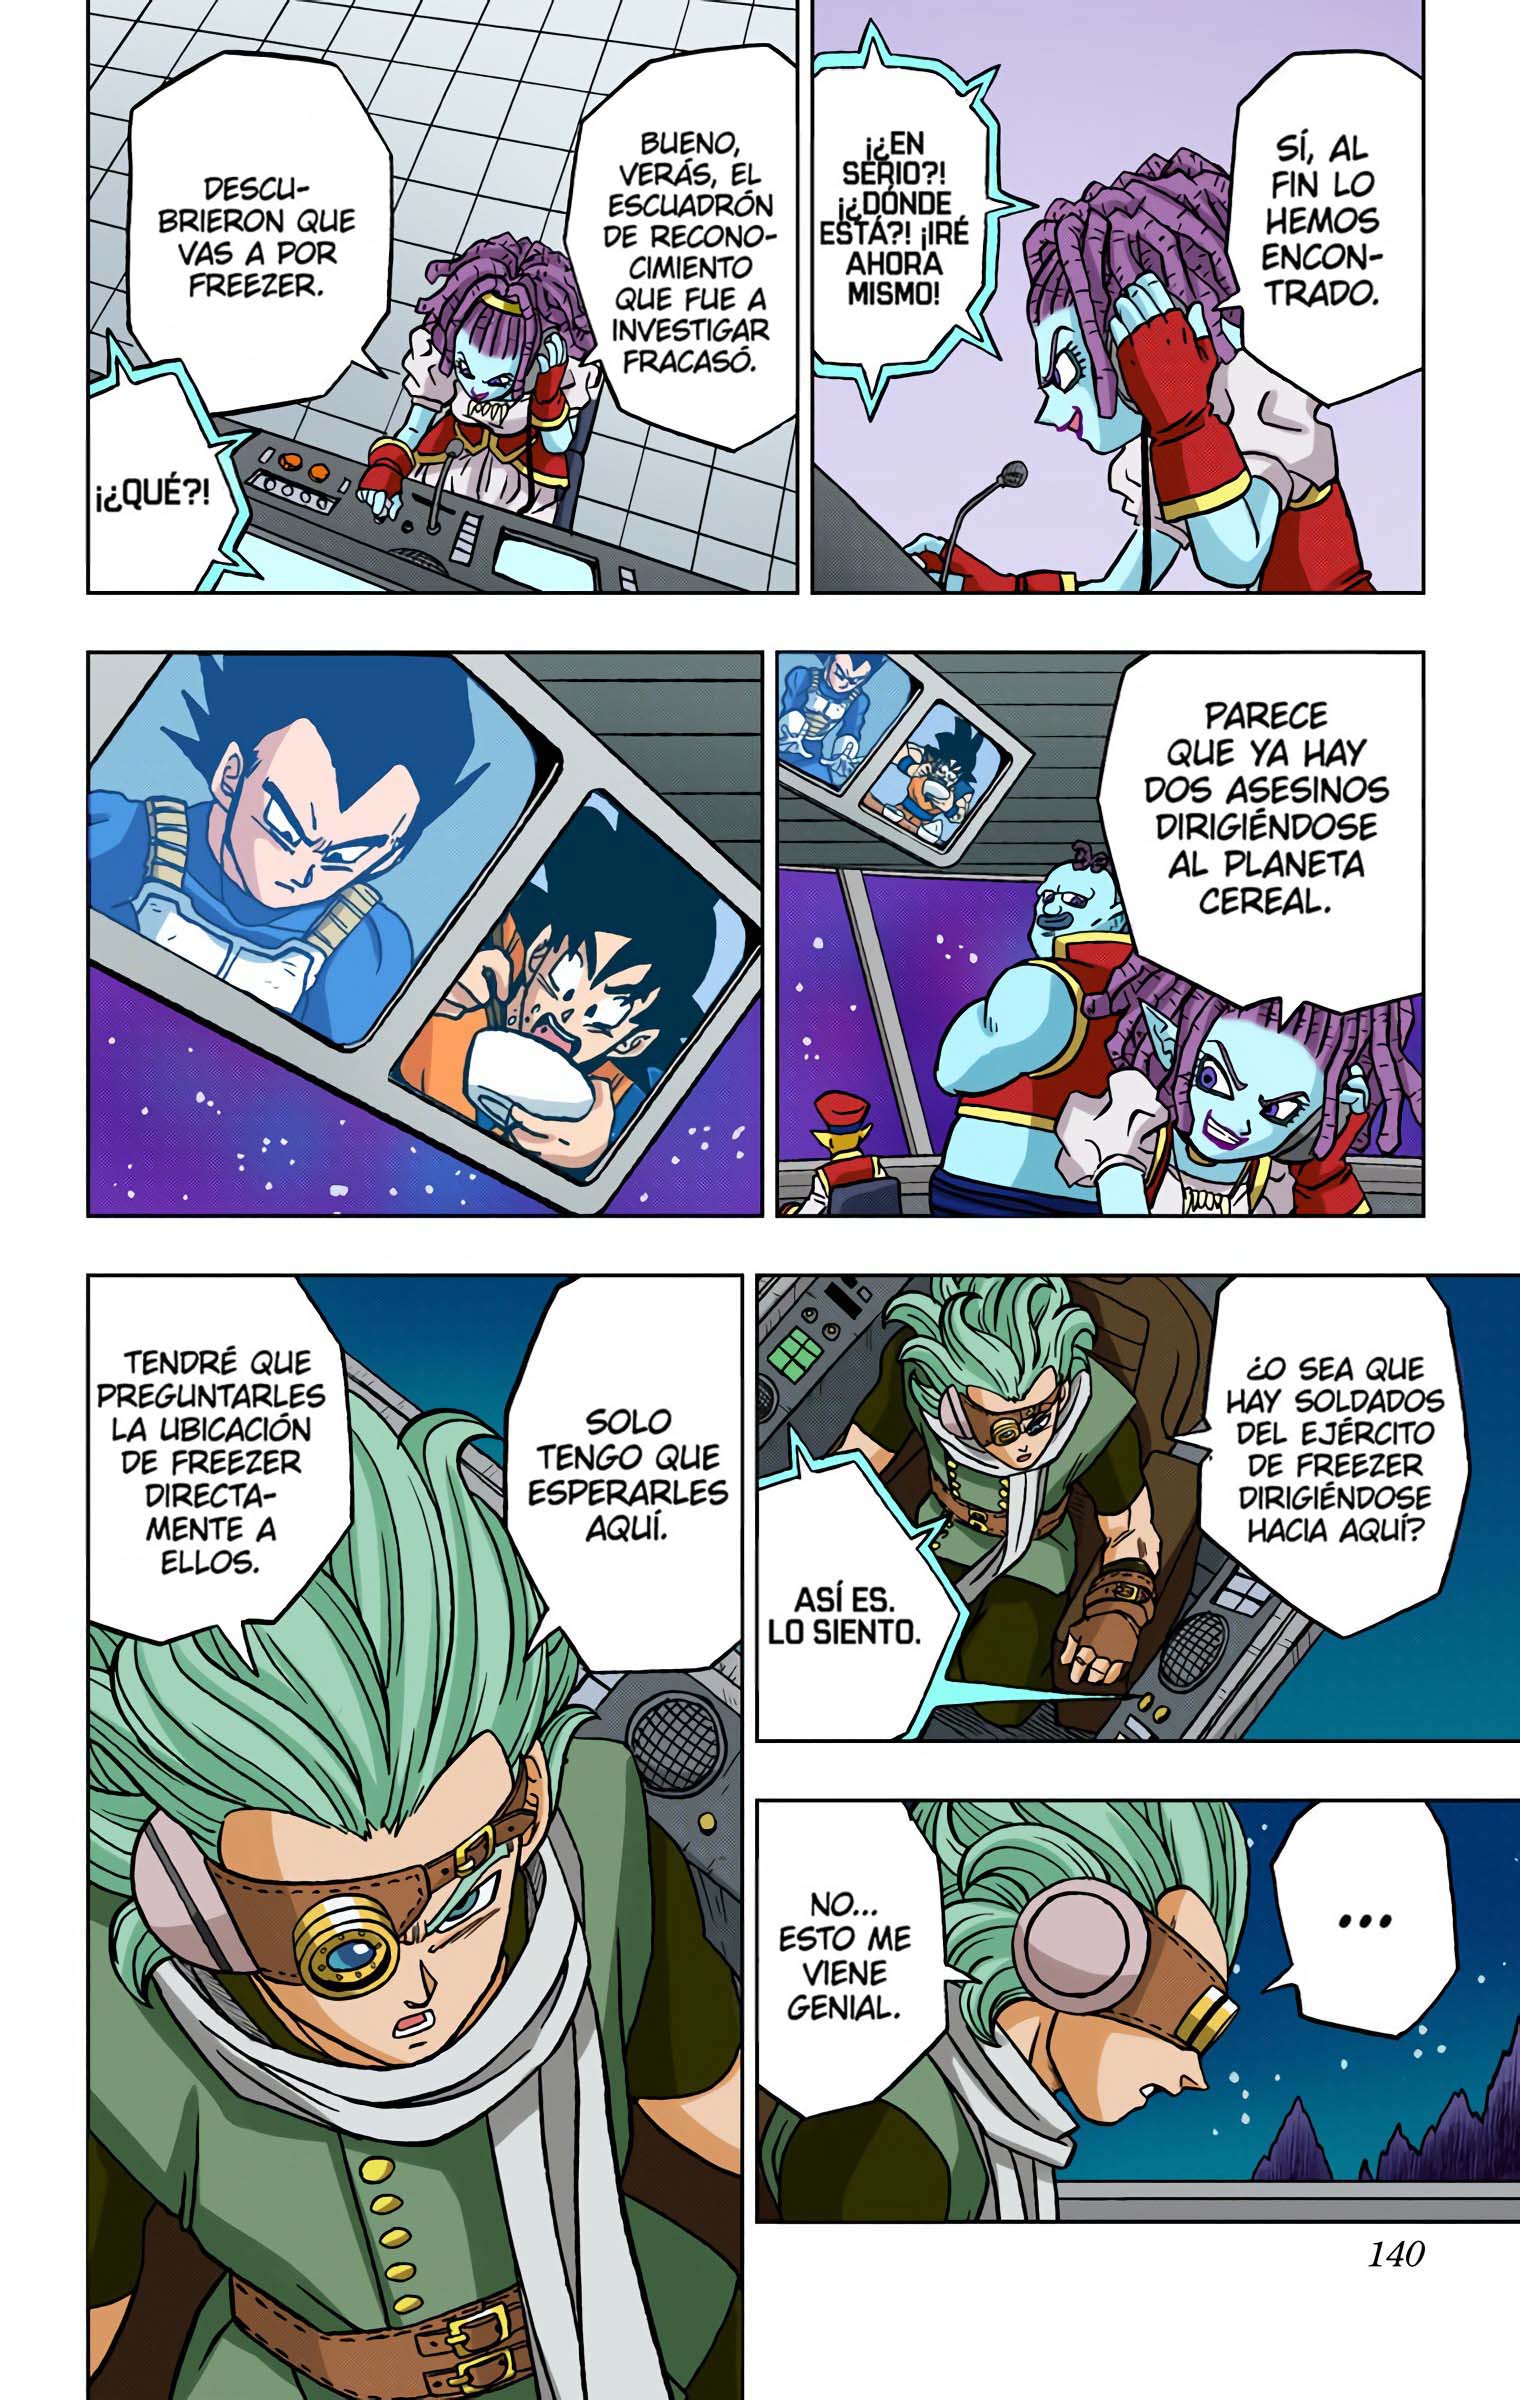 SÍ, AL
FIN LO
HEMOS
ENCON-
TRADO.
¡¿EN
SERIO?!
¡¿DÓNDE
ESTÁ?! ¡IRÉ
AHORA
MISMO!
BUENO,
VERÁS, EL
ESCUADRÓN
DE RECONO-
CIMIENTO
QUE FUE A
INVESTIGAR
FRACASÓ.
DESCU-
BRIERON QUE
VAS A POR
FREEZER.
¡¿QUÉ?!
PARECE
QUE YA HAY
DOS ASESINOS
DIRIGIÉNDOSE
AL PLANETA
CEREAL.
¿O SEA QUE
HAY SOLDADOS
DEL EJÉRCITO
DE FREEZER
DIRIGIÉNDOSE
HACIA AQUÍ?
ASÍ ES.
LO SIENTO.
...
NO...
ESTO ME
VIENE
GENIAL.
SOLO
TENGO QUE
ESPERARLES
AQUÍ.
TENDRÉ QUE
PREGUNTARLES
LA UBICACIÓN
DE FREEZER
DIRECTA-
MENTE A
ELLOS.
140